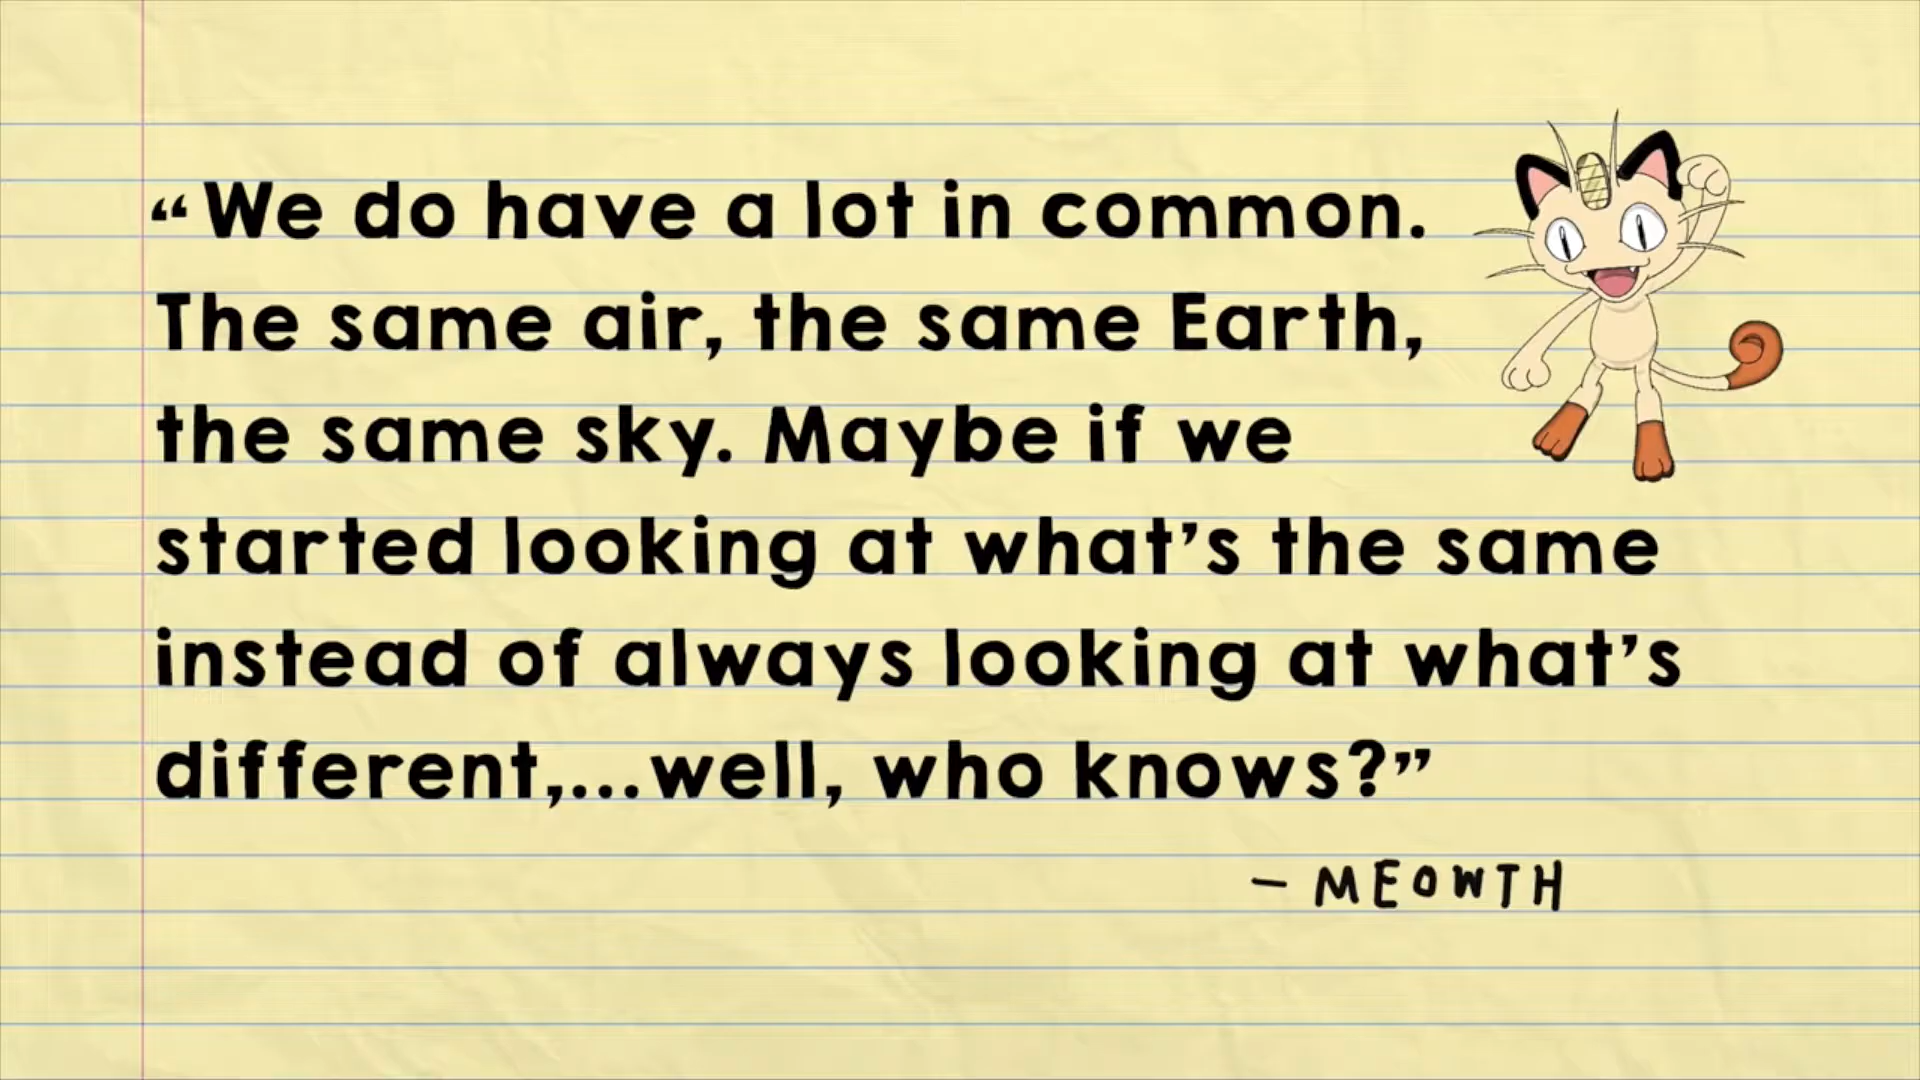 “We do have a lot in common.
The same air, the same Earth,
the same sky. Maybe if we
started looking at what’s the same
instead of always looking at what’s
different,...well, who knows?”
– MEOWTH